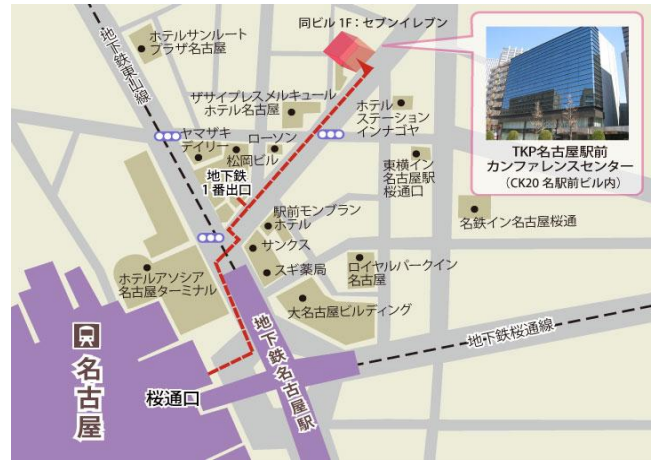 同ビル 1F：セブンイレブン
ホテルサンルート
プラザ名古屋
地下鉄東山線
ザサイプレスメルキュール
ホテル名古屋
ホテル
ステーション
インナゴヤ
TKP名古屋駅前
カンファレンスセンター
（CK20 名駅前ビル内）
ヤマザキ
デイリー
ローソン
松岡ビル
地下鉄
1番出口
東横イン
名古屋駅
桜通口
駅前モンブラン
ホテル
名鉄イン名古屋桜通
サンクス
スギ薬局
ロイヤルパークイン
名古屋
ホテルアソシア
名古屋ターミナル
大名古屋ビルディング
地下鉄名古屋駅
地下鉄桜通線
名古屋
桜通口